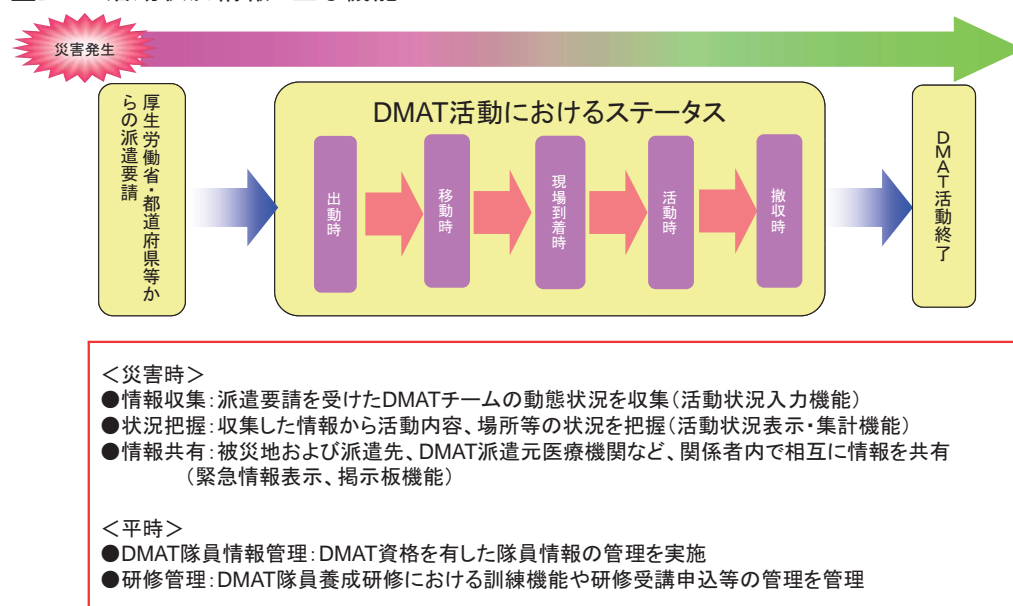 災害発生
厚生労働省・都道府県等か
らの派遣要請
DMAT活動におけるステータス
出動時
移動時
現場到着時
活動時
撤収時
DMAT活動終了
＜災害時＞
●情報収集：派遣要請を受けたDMATチームの動態状況を収集（活動状況入力機能）
●状況把握：収集した情報から活動内容、場所等の状況を把握（活動状況表示・集計機能）
●情報共有：被災地および派遣先、DMAT派遣元医療機関など、関係者内で相互に情報を共有
（緊急情報表示、掲示板機能）
＜平時＞
●DMAT隊員情報管理：DMAT資格を有した隊員情報の管理を実施
●研修管理：DMAT隊員養成研修における訓練機能や研修受講申込等の管理を管理